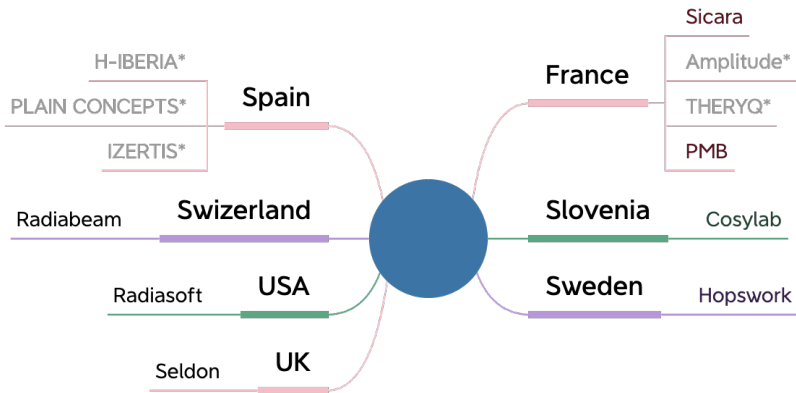 H-IBERIA*
PLAIN CONCEPTS*
IZERTIS*
Spain
Radiabeam
Swizerland
Radiasoft
USA
Seldon
UK
France
Sicara
Amplitude*
THERYQ*
PMB
Slovenia
Cosylab
Sweden
Hopswork